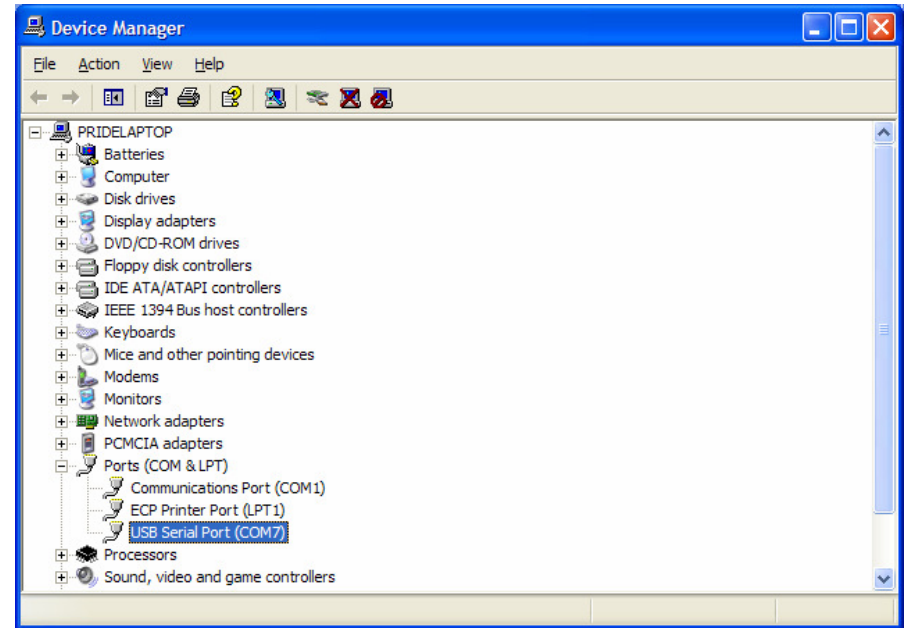 Device Manager
File Action View Help
PRIDELAPTOP
Batteries
Computer
Disk drives
Display adapters
DVD/CD-ROM drives
Floppy disk controllers
IDE ATA/ATAPI controllers
IEEE 1394 Bus host controllers
Keyboards
Mice and other pointing devices
Modems
Monitors
Network adapters
PCMCIA adapters
Ports (COM & LPT)
Communications Port (COM1)
ECP Printer Port (LPT1)
USB Serial Port (COM7)
Processors
Sound, video and game controllers